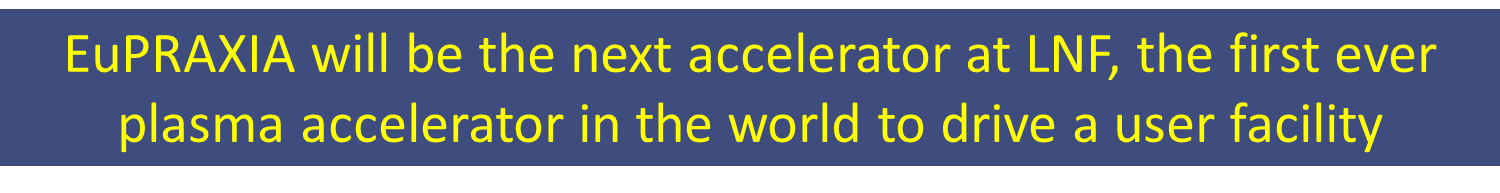 EuPRAXIA will be the next accelerator at LNF, the first ever
plasma accelerator in the world to drive a user facility